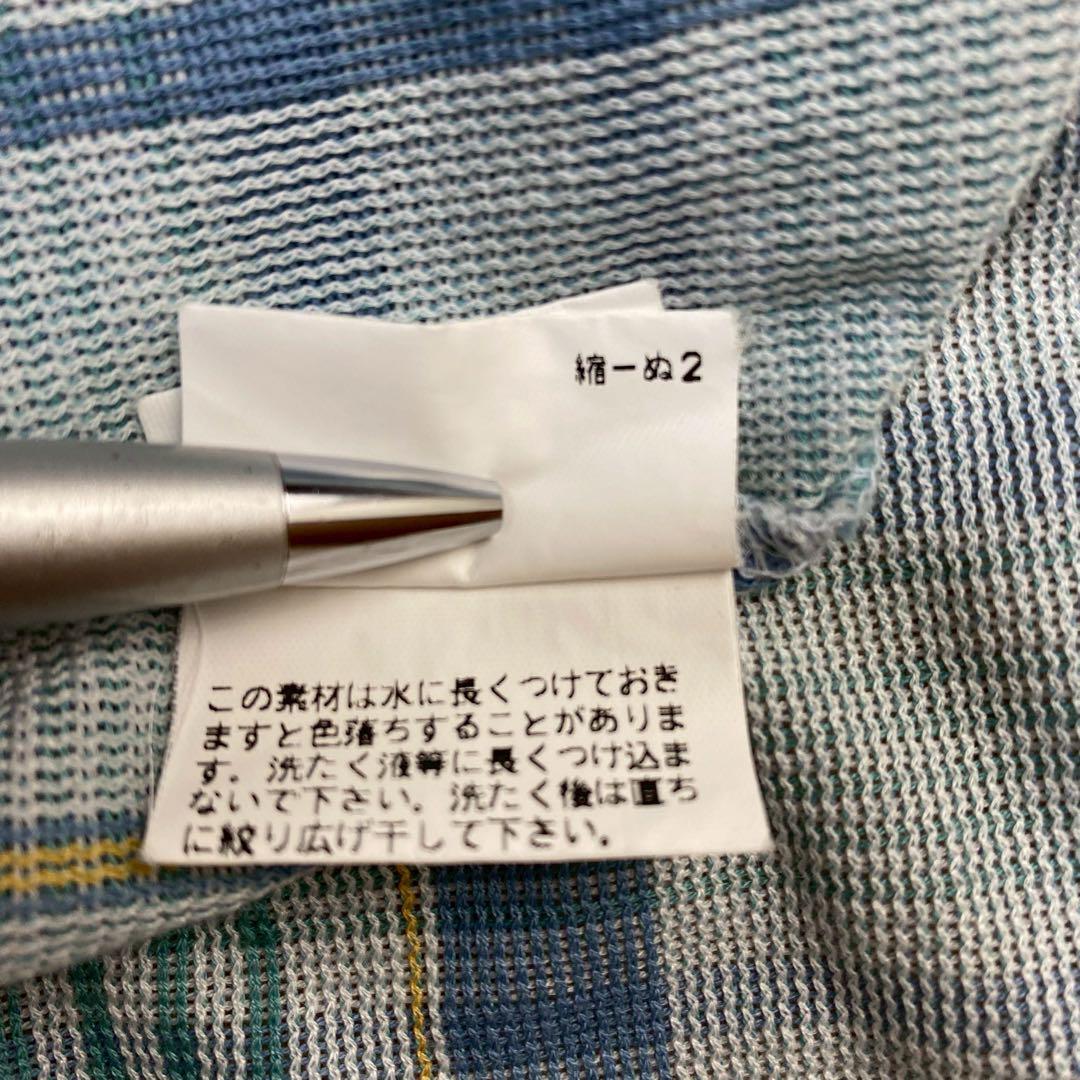 縮ーぬ2
この素材は水に長くつけておき
ますと色落ちすることがありま
す。洗たく液等に長くつけ込ま
ないで下さい。洗たく後は直ち
に絞り広げ干して下さい。